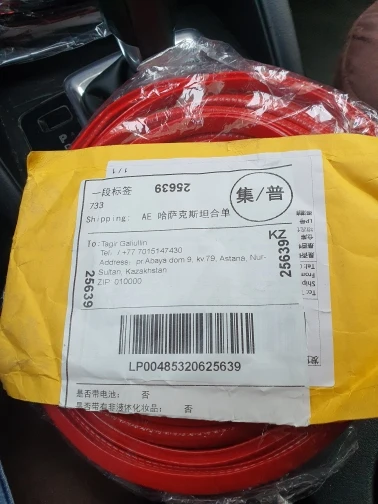 1/1
一段标签
25639
733
集/普
Shipping: AE 哈萨克斯坦合单
To: Tagir Galiullin
Tel: / +77 7015147430
Address: pr.Abaya dom 9, kv.79, Astana, Nur-
Sultan, Kazakhstan
ZIP: 010000
25639
KZ
25639
LP00485320625639
是否带电池: 否
是否带有非液体化妆品: 否